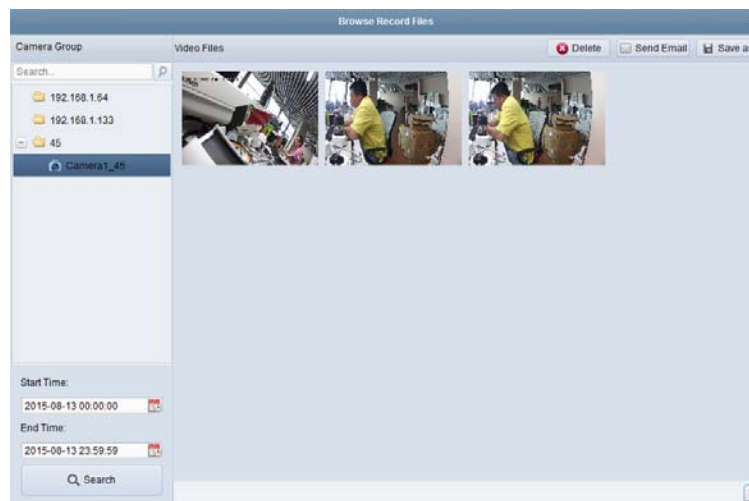 Browse Record Files
Camera Group
Video Files
Delete
Send Email
Save as
Search..
192.168.1.64
192.168.1.133
45
Camera1_45
Start Time:
2015-08-13 00:00:00
End Time:
2015-08-13 23:59:59
Search